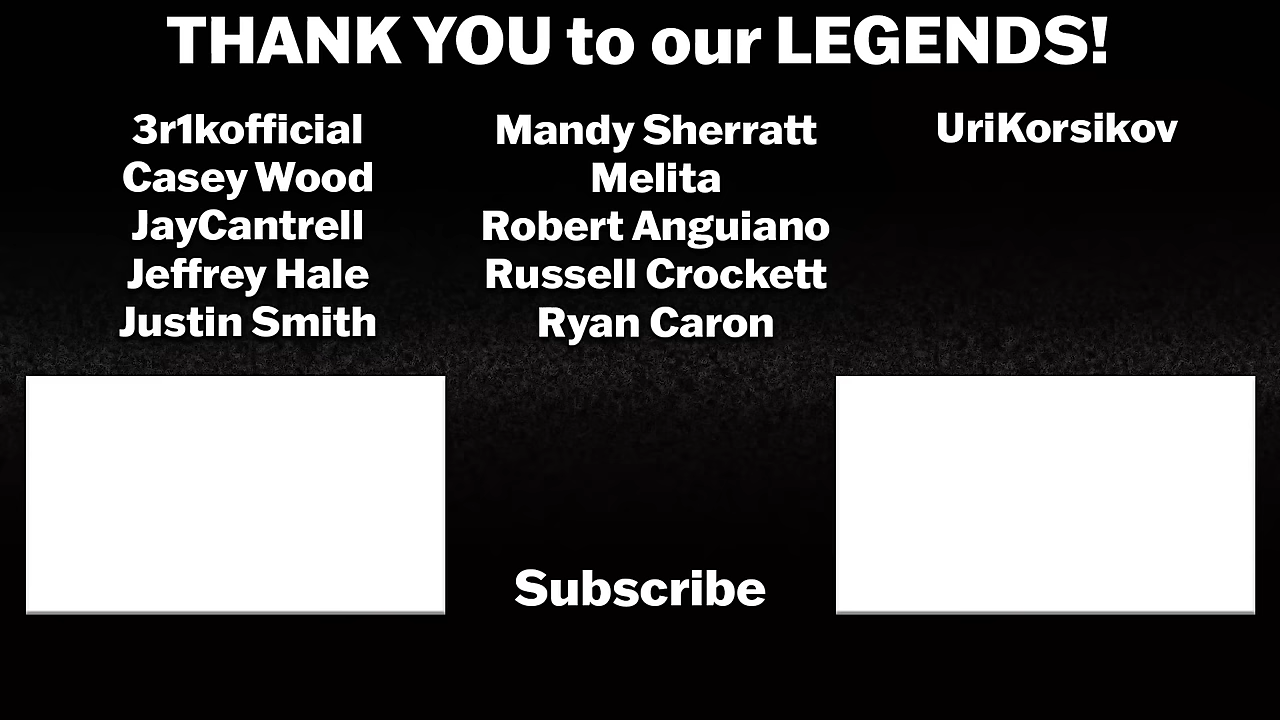 THANK YOU to our LEGENDS!
3r1kofficial
Casey Wood
JayCantrell
Jeffrey Hale
Justin Smith
Mandy Sherratt
Melita
Robert Anguiano
Russell Crockett
Ryan Caron
UriKorsikov
Subscribe